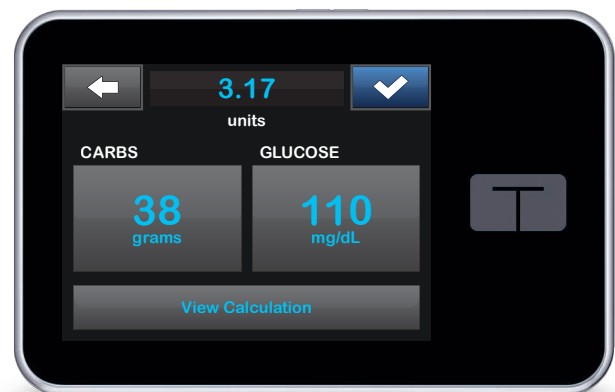 3.17
units
CARBS
GLUCOSE
38
grams
110
mg/dL
View Calculation